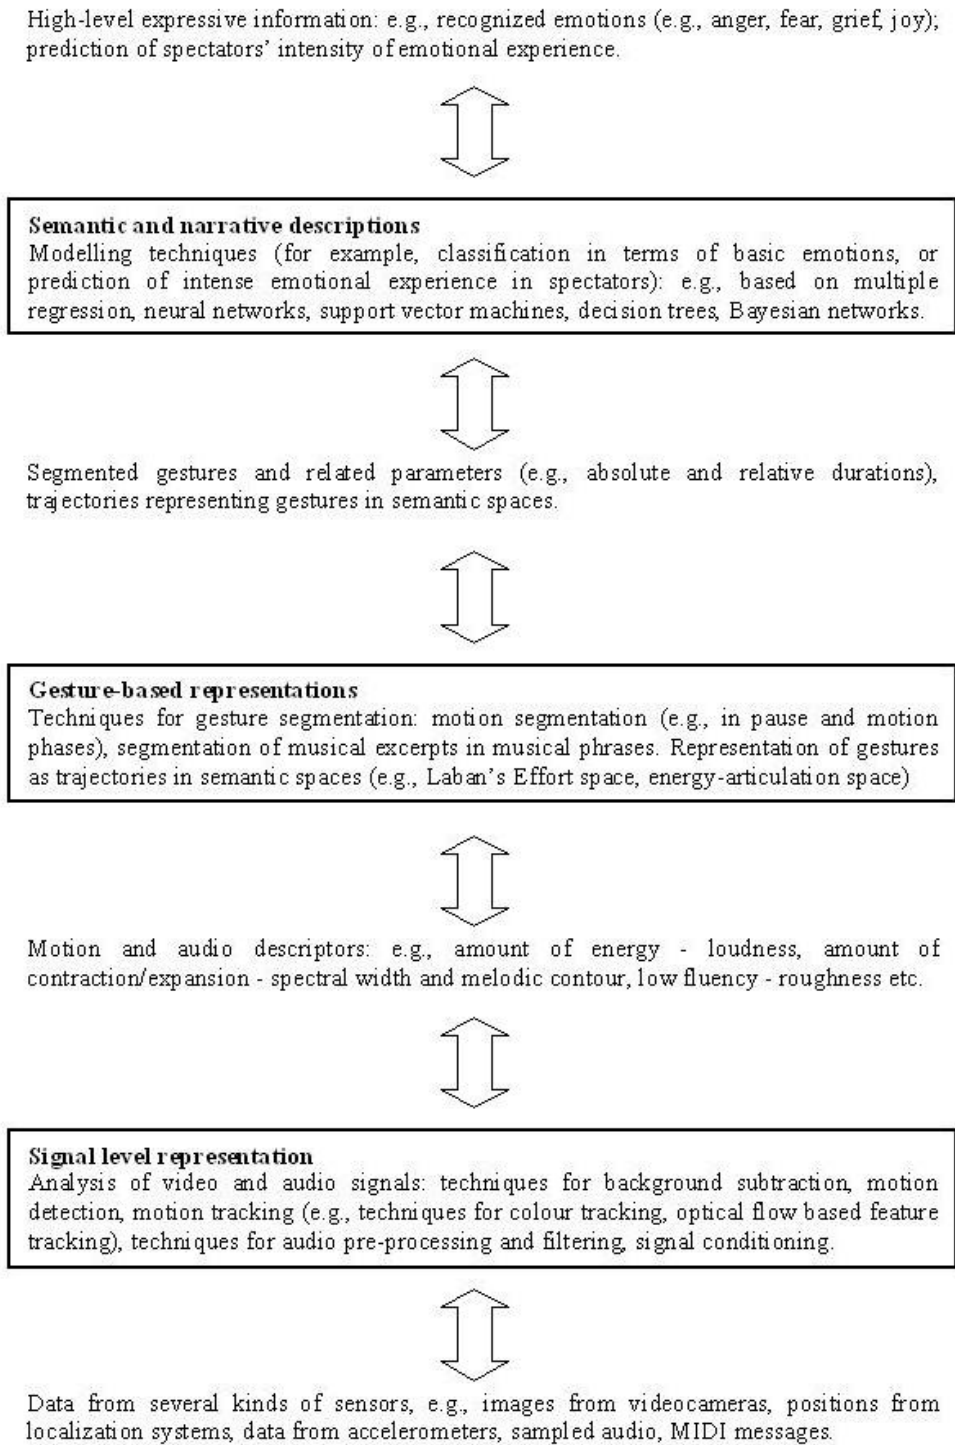 High-level expressive information: e.g., recognized emotions (e.g., anger, fear, grief, joy);
prediction of spectators’ intensity of emotional experience.
Semantic and narrative descriptions
Modelling techniques (for example, classification in terms of basic emotions, or
prediction of intense emotional experience in spectators): e.g., based on multiple
regression, neural networks, support vector machines, decision trees, Bayesian networks.
Segmented gestures and related parameters (e.g., absolute and relative durations),
trajectories representing gestures in semantic spaces.
Gesture-based representations
Techniques for gesture segmentation: motion segmentation (e.g., in pause and motion
phases), segmentation of musical excerpts in musical phrases. Representation of gestures
as trajectories in semantic spaces (e.g., Laban’s Effort space, energy-articulation space)
Motion and audio descriptors: e.g., amount of energy - loudness, amount of
contraction/expansion - spectral width and melodic contour, low fluency - roughness etc.
Signal level representation
Analysis of video and audio signals: techniques for background subtraction, motion
detection, motion tracking (e.g., techniques for colour tracking, optical flow based feature
tracking), techniques for audio pre-processing and filtering, signal conditioning.
Data from several kinds of sensors, e.g., images from videocameras, positions from
localization systems, data from accelerometers, sampled audio, MIDI messages.